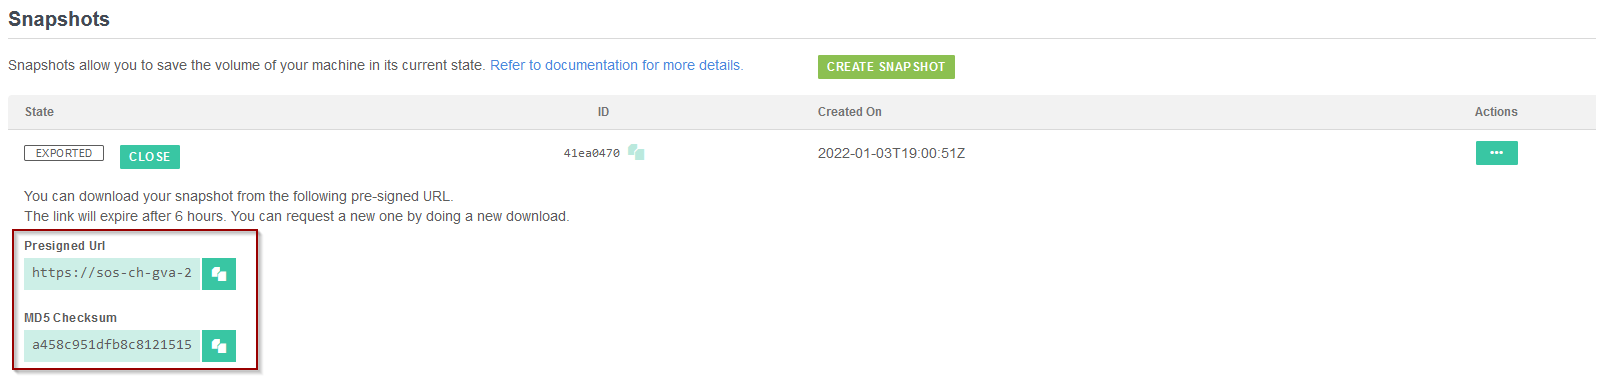 Snapshots
Snapshots allow you to save the volume of your machine in its current state. Refer to documentation for more details.
CREATE SNAPSHOT
State ID Created On Actions
EXPORTED CLOSE 41ea0470 2022-01-03T19:00:51Z
You can download your snapshot from the following pre-signed URL.
The link will expire after 6 hours. You can request a new one by doing a new download.
Presigned Url
https://sos-ch-gva-2
MD5 Checksum
a458c951dfb8c8121515